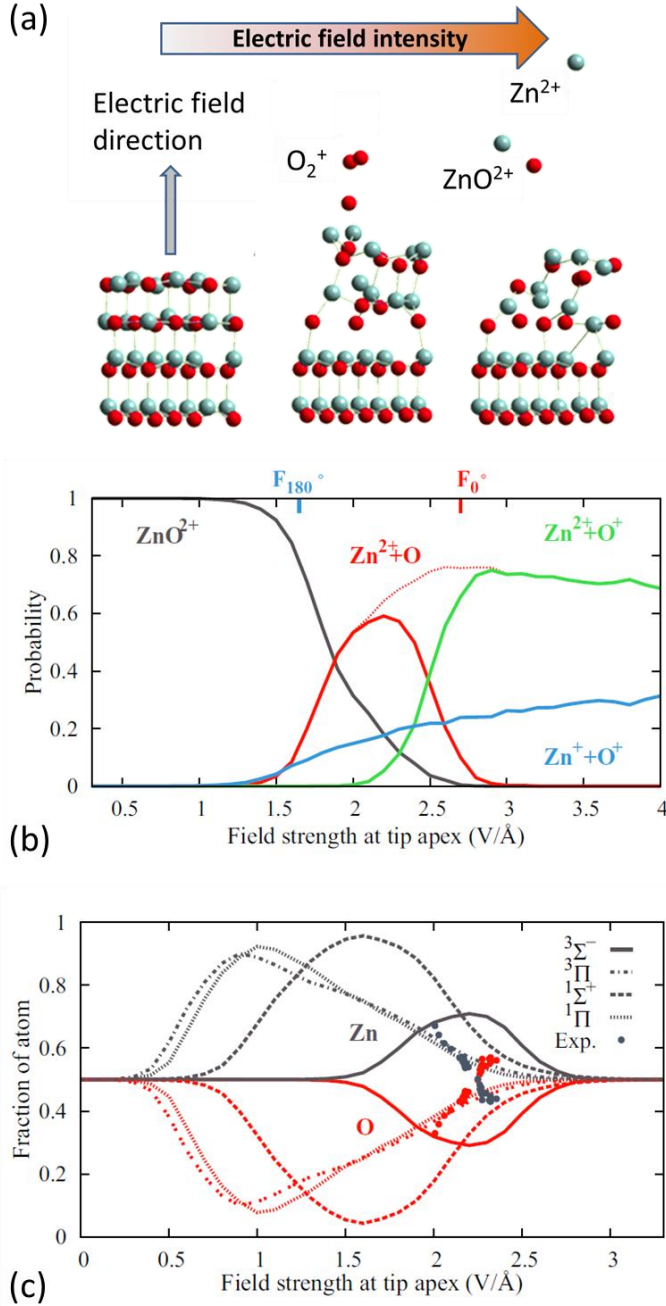 (a)
Electric field intensity
Electric field
direction
O₂⁺
Zn²⁺
ZnO²⁺
F₁₈₀°
F₀°
1
0.8
0.6
0.4
0.2
0
Probability
ZnO²⁺
Zn²⁺+O
Zn²⁺+O⁺
Zn⁺+O⁺
0.5 1 1.5 2 2.5 3 3.5 4
Field strength at tip apex (V/Å)
(b)
1
0.8
0.6
0.4
0.2
0
Fraction of atom
Zn
O
³Σ⁻
³Π
¹Σ⁺
¹Π
Exp.
0 0.5 1 1.5 2 2.5 3
Field strength at tip apex (V/Å)
(c)